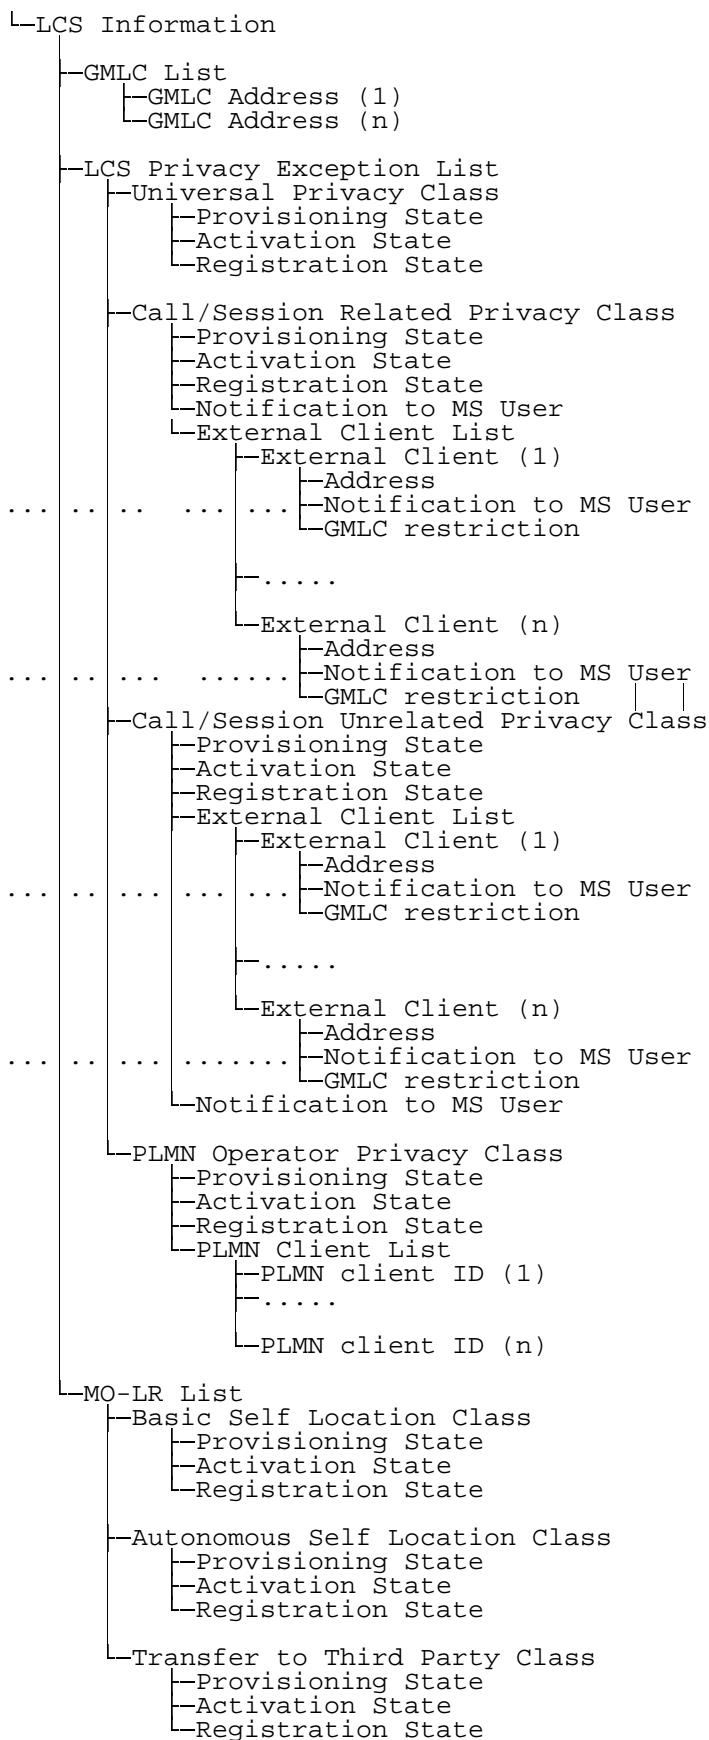 LCS Information
GMLC List
GMLC Address (1)
GMLC Address (n)
LCS Privacy Exception List
Universal Privacy Class
Provisioning State
Activation State
Registration State
Call/Session Related Privacy Class
Provisioning State
Activation State
Registration State
Notification to MS User
External Client List
External Client (1)
Address
... .. .. ... ... Notification to MS User
GMLC restriction
.....
External Client (n)
Address
... .. ... ...... Notification to MS User
GMLC restriction
Call/Session Unrelated Privacy Class
Provisioning State
Activation State
Registration State
External Client List
External Client (1)
Address
... .. ... ... ... Notification to MS User
GMLC restriction
.....
External Client (n)
Address
... .. ... ....... Notification to MS User
GMLC restriction
Notification to MS User
PLMN Operator Privacy Class
Provisioning State
Activation State
Registration State
PLMN Client List
PLMN client ID (1)
.....
PLMN client ID (n)
MO-LR List
Basic Self Location Class
Provisioning State
Activation State
Registration State
Autonomous Self Location Class
Provisioning State
Activation State
Registration State
Transfer to Third Party Class
Provisioning State
Activation State
Registration State